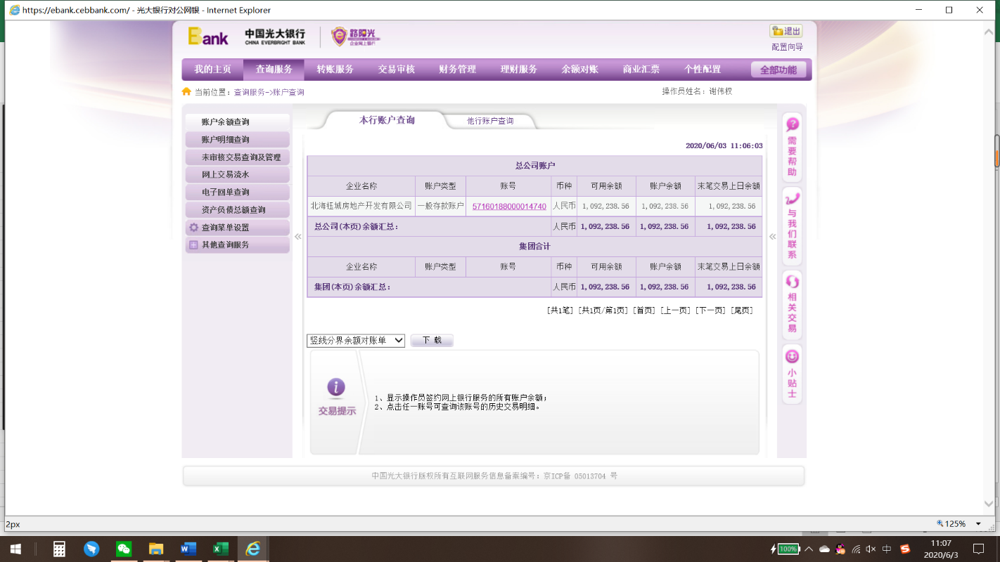 https://ebank.cebbank.com/ - 光大银行对公网银 - Internet Explorer
Bank 中国光大银行 CHINA EVERBRIGHT BANK 路阳光 企业网上银行
退出
配置向导
我的主页 查询服务 转账服务 交易审核 财务管理 理财服务 余额对账 商业汇票 个性配置 全部功能
当前位置：查询服务->账户查询 操作员姓名：谢伟权
账户余额查询
账户明细查询
未审核交易查询及管理
网上交易流水
电子回单查询
资产负债总额查询
查询菜单设置
其他查询服务
本行账户查询 他行账户查询
2020/06/03 11:06:03
总公司账户
企业名称 账户类型 账号 币种 可用余额 账户余额 末笔交易上日余额
北海钰城房地产开发有限公司 一般存款账户 57160188000014740 人民币 1,092,238.56 1,092,238.56 1,092,238.56
总公司(本页)余额汇总： 人民币 1,092,238.56 1,092,238.56 1,092,238.56
集团合计
企业名称 账户类型 账号 币种 可用余额 账户余额 末笔交易上日余额
集团(本页)余额汇总： 人民币 1,092,238.56 1,092,238.56 1,092,238.56
[共1笔] [共1页/第1页] [首页] [上一页] [下一页] [尾页]
竖线分界余额对账单 下 载
交易提示
1、显示操作员签约网上银行服务的所有账户余额；
2、点击任一账号可查询该账号的历史交易明细。
需要帮助
与我们联系
相关交易
小贴士
中国光大银行版权所有互联网服务信息备案编号：京ICP备 05013704 号
2px
125%
100%
中
11:07
2020/6/3